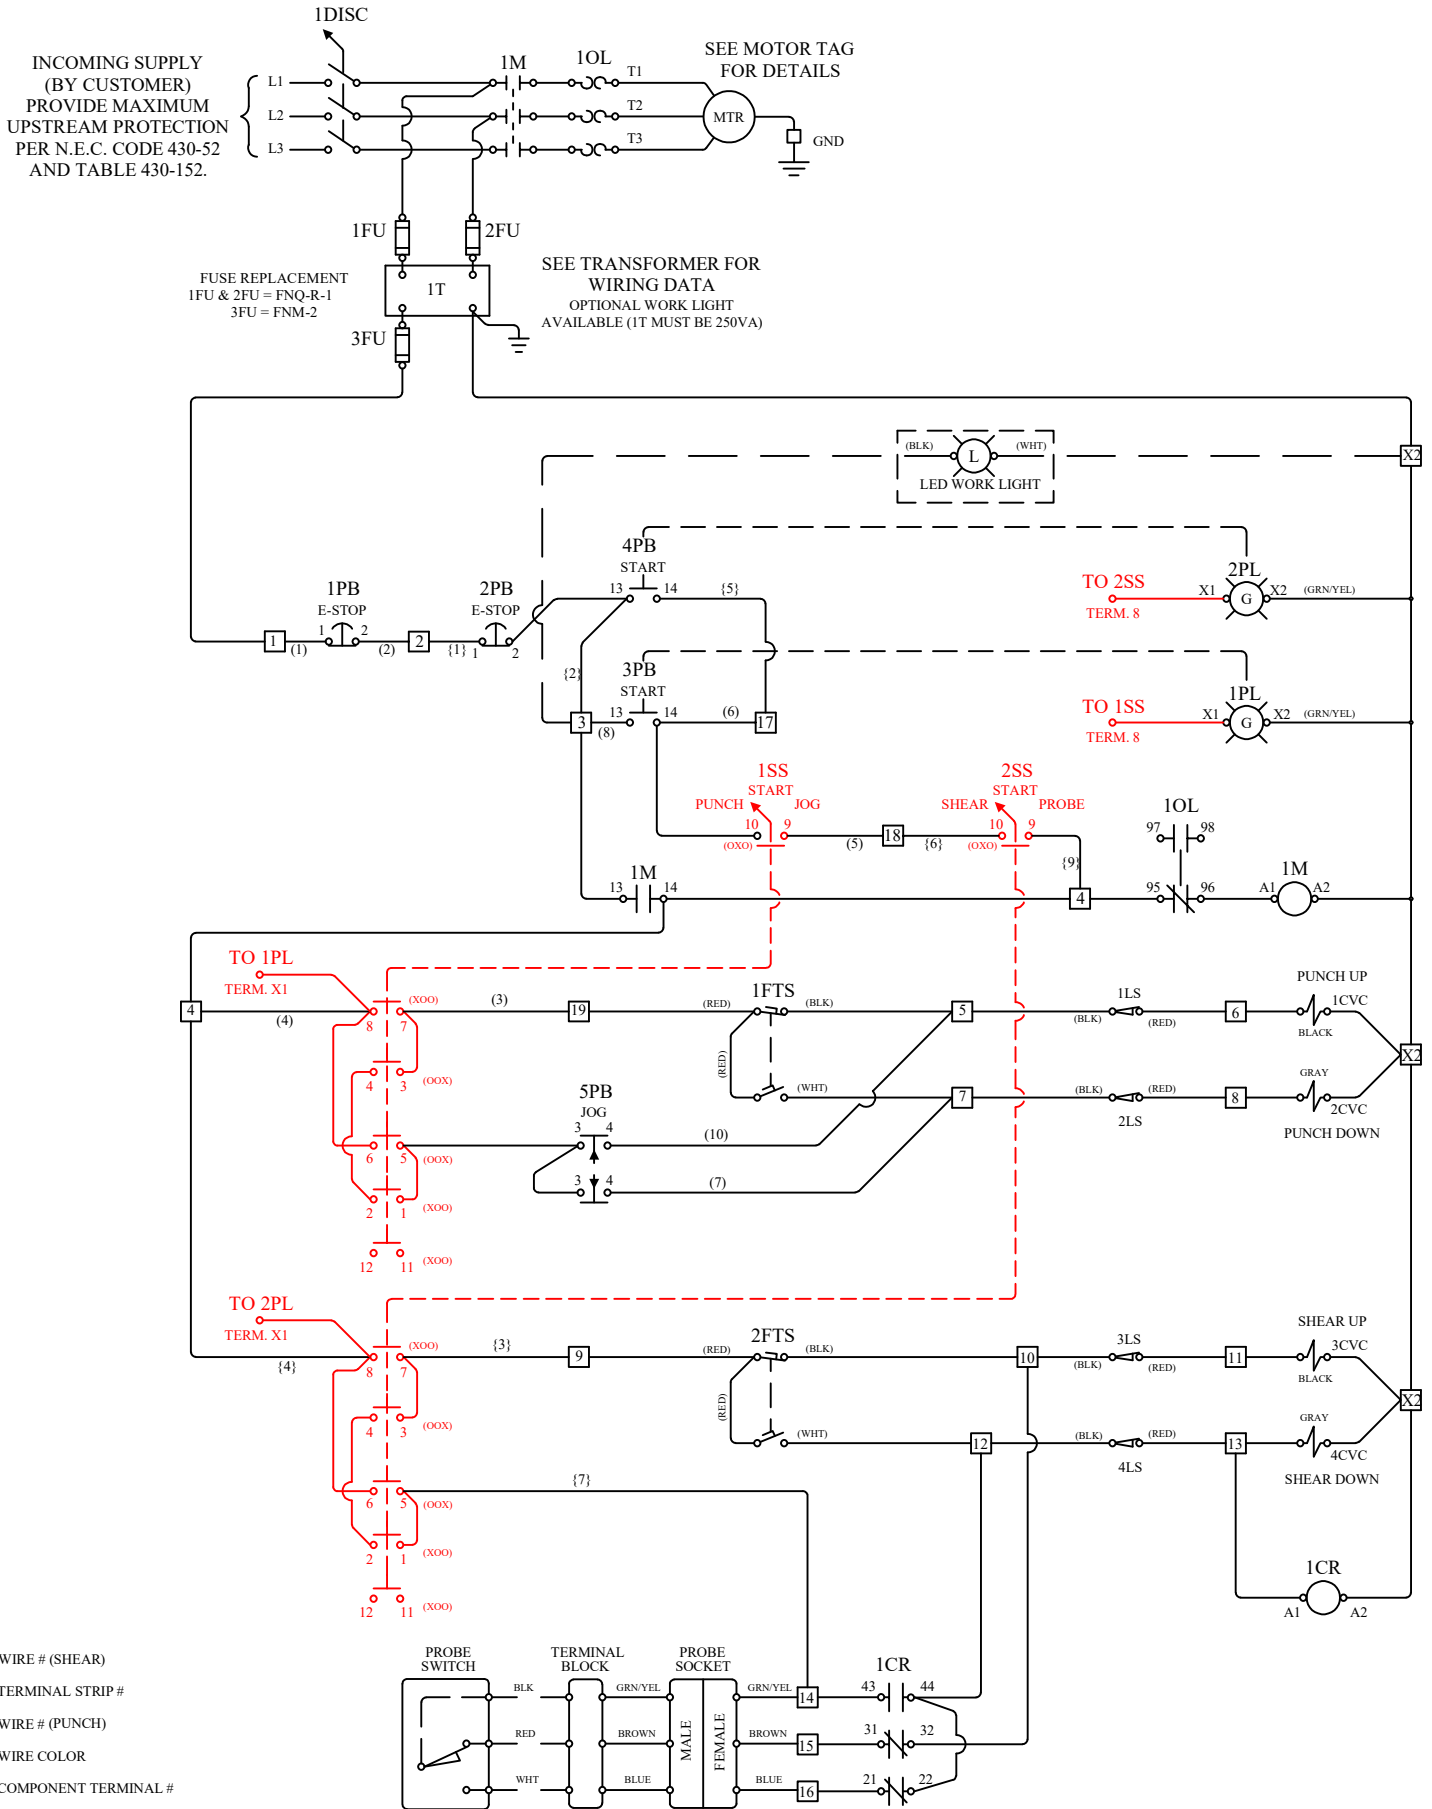 1DISC
INCOMING SUPPLY
(BY CUSTOMER)
PROVIDE MAXIMUM
UPSTREAM PROTECTION
PER N.E.C. CODE 430-52
AND TABLE 430-152.
L1
L2
L3
1M
1OL
T1
T2
T3
SEE MOTOR TAG
FOR DETAILS
MTR
GND
1FU
2FU
FUSE REPLACEMENT
1FU & 2FU = FNQ-R-1
3FU = FNM-2
1T
SEE TRANSFORMER FOR
WIRING DATA
OPTIONAL WORK LIGHT
AVAILABLE (1T MUST BE 250VA)
3FU
(BLK)
L
(WHT)
LED WORK LIGHT
X2
4PB
START
13
14
{5}
TO 2SS
TERM. 8
2PL
X1
G
X2
(GRN/YEL)
1PB
E-STOP
1
1
2
(1)
(2)
2
2PB
E-STOP
{1}
1
2
{2}
3PB
START
3
13
14
(8)
(6)
17
TO 1SS
TERM. 8
1PL
X1
G
X2
(GRN/YEL)
1SS
START
PUNCH
JOG
10
9
(OXO)
(5)
18
{6}
2SS
START
SHEAR
PROBE
10
9
(OXO)
{9}
1OL
97
98
1M
13
14
4
95
96
1M
A1
A2
TO 1PL
TERM. X1
4
(4)
(XOO)
8
7
(3)
19
(RED)
1FTS
(BLK)
5
1LS
(BLK)
(RED)
6
PUNCH UP
1CVC
BLACK
X2
4
3
(OOX)
(RED)
(WHT)
7
(BLK)
(RED)
2LS
8
GRAY
2CVC
PUNCH DOWN
5PB
JOG
6
5
(OOX)
3
4
(10)
3
4
(7)
2
1
(XOO)
12
11
(XOO)
TO 2PL
TERM. X1
{4}
(XOO)
8
7
{3}
9
(RED)
2FTS
(BLK)
10
3LS
(BLK)
(RED)
11
SHEAR UP
3CVC
BLACK
X2
4
3
(OOX)
(RED)
(WHT)
12
(BLK)
(RED)
4LS
13
GRAY
4CVC
SHEAR DOWN
6
5
(OOX)
{7}
2
1
(XOO)
12
11
(XOO)
1CR
A1
A2
WIRE # (SHEAR)
TERMINAL STRIP #
WIRE # (PUNCH)
WIRE COLOR
COMPONENT TERMINAL #
PROBE
SWITCH
TERMINAL
BLOCK
PROBE
SOCKET
1CR
BLK
GRN/YEL
GRN/YEL
14
43
44
RED
BROWN
MALE
FEMALE
BROWN
15
31
32
WHT
BLUE
BLUE
16
21
22